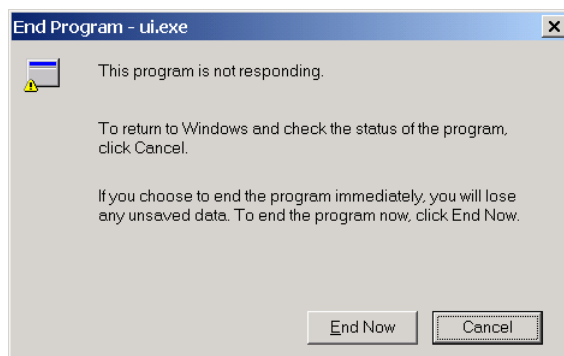 End Program - ui.exe
This program is not responding.
To return to Windows and check the status of the program,
click Cancel.
If you choose to end the program immediately, you will lose
any unsaved data. To end the program now, click End Now.
End Now
Cancel